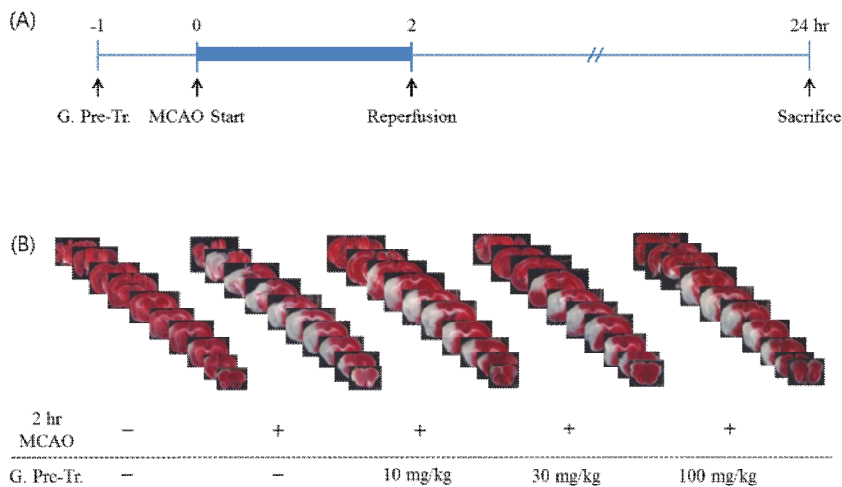 (A)
-1 0 2 24 hr
G. Pre-Tr. MCAO Start Reperfusion Sacrifice
(B)
2 hr
MCAO − + + + +
G. Pre-Tr. − − 10 mg/kg 30 mg/kg 100 mg/kg